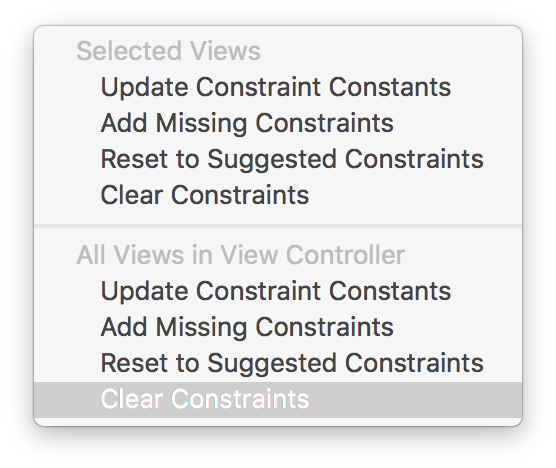 Selected Views
Update Constraint Constants
Add Missing Constraints
Reset to Suggested Constraints
Clear Constraints
All Views in View Controller
Update Constraint Constants
Add Missing Constraints
Reset to Suggested Constraints
Clear Constraints